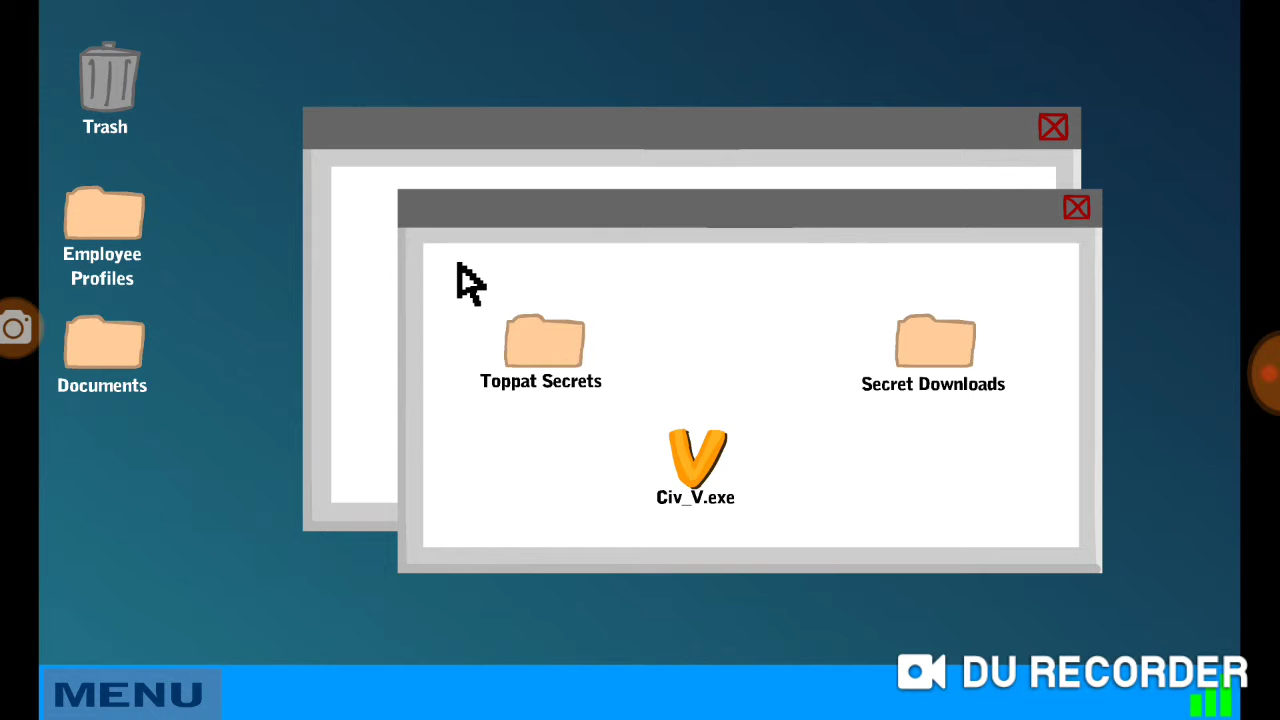 Trash
Employee
Profiles
Documents
Toppat Secrets
Secret Downloads
V
Civ_V.exe
MENU
DU RECORDER